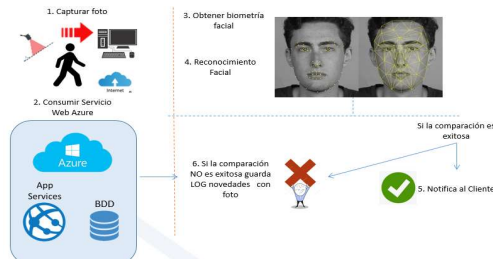 1. Capturar foto
Internet
2. Consumir Servicio
Web Azure
Azure
App
Services
BDD
3. Obtener biometría
facial
4. Reconocimiento
Facial
Si la comparación es
exitosa
6. Si la comparación
NO es exitosa guarda
LOG novedades con
foto
5. Notifica al Cliente